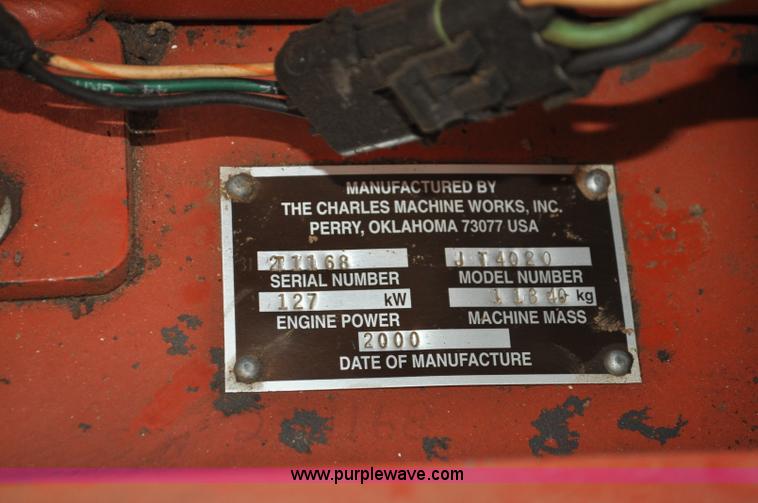 MANUFACTURED BY
THE CHARLES MACHINE WORKS, INC.
PERRY, OKLAHOMA 73077 USA
2T1168 JT4020
SERIAL NUMBER MODEL NUMBER
127 kW kg
ENGINE POWER MACHINE MASS
2000
DATE OF MANUFACTURE
www.purplewave.com